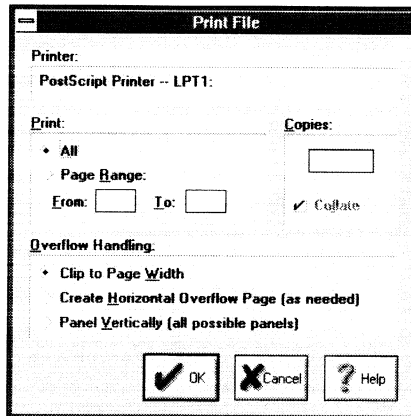 Print File
Printer:
PostScript Printer -- LPT1:
Print:
All
Page Range:
From: To:
Copies:
Collate
Overflow Handling:
Clip to Page Width
Create Horizontal Overflow Page (as needed)
Panel Vertically (all possible panels)
OK Cancel ? Help